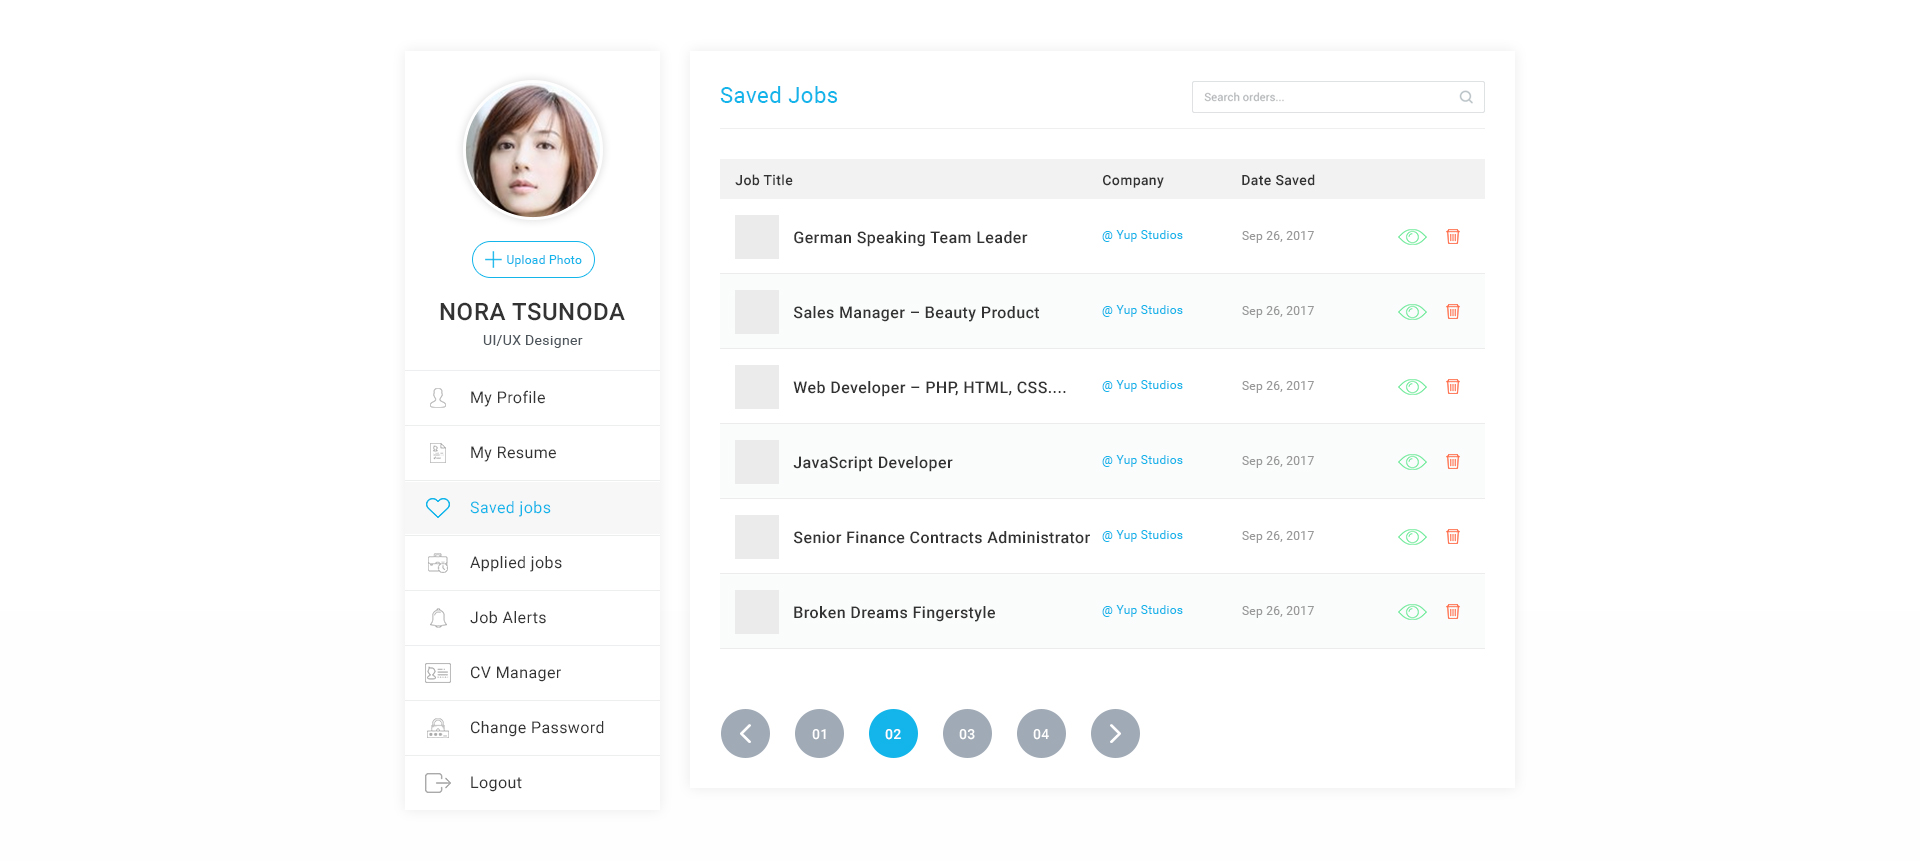 Upload Photo
NORA TSUNODA
UI/UX Designer
My Profile
My Resume
Saved jobs
Applied jobs
Job Alerts
CV Manager
Change Password
Logout
Saved Jobs
Search orders...
Job Title Company Date Saved
German Speaking Team Leader @ Yup Studios Sep 26, 2017
Sales Manager – Beauty Product @ Yup Studios Sep 26, 2017
Web Developer – PHP, HTML, CSS.... @ Yup Studios Sep 26, 2017
JavaScript Developer @ Yup Studios Sep 26, 2017
Senior Finance Contracts Administrator @ Yup Studios Sep 26, 2017
Broken Dreams Fingerstyle @ Yup Studios Sep 26, 2017
01 02 03 04